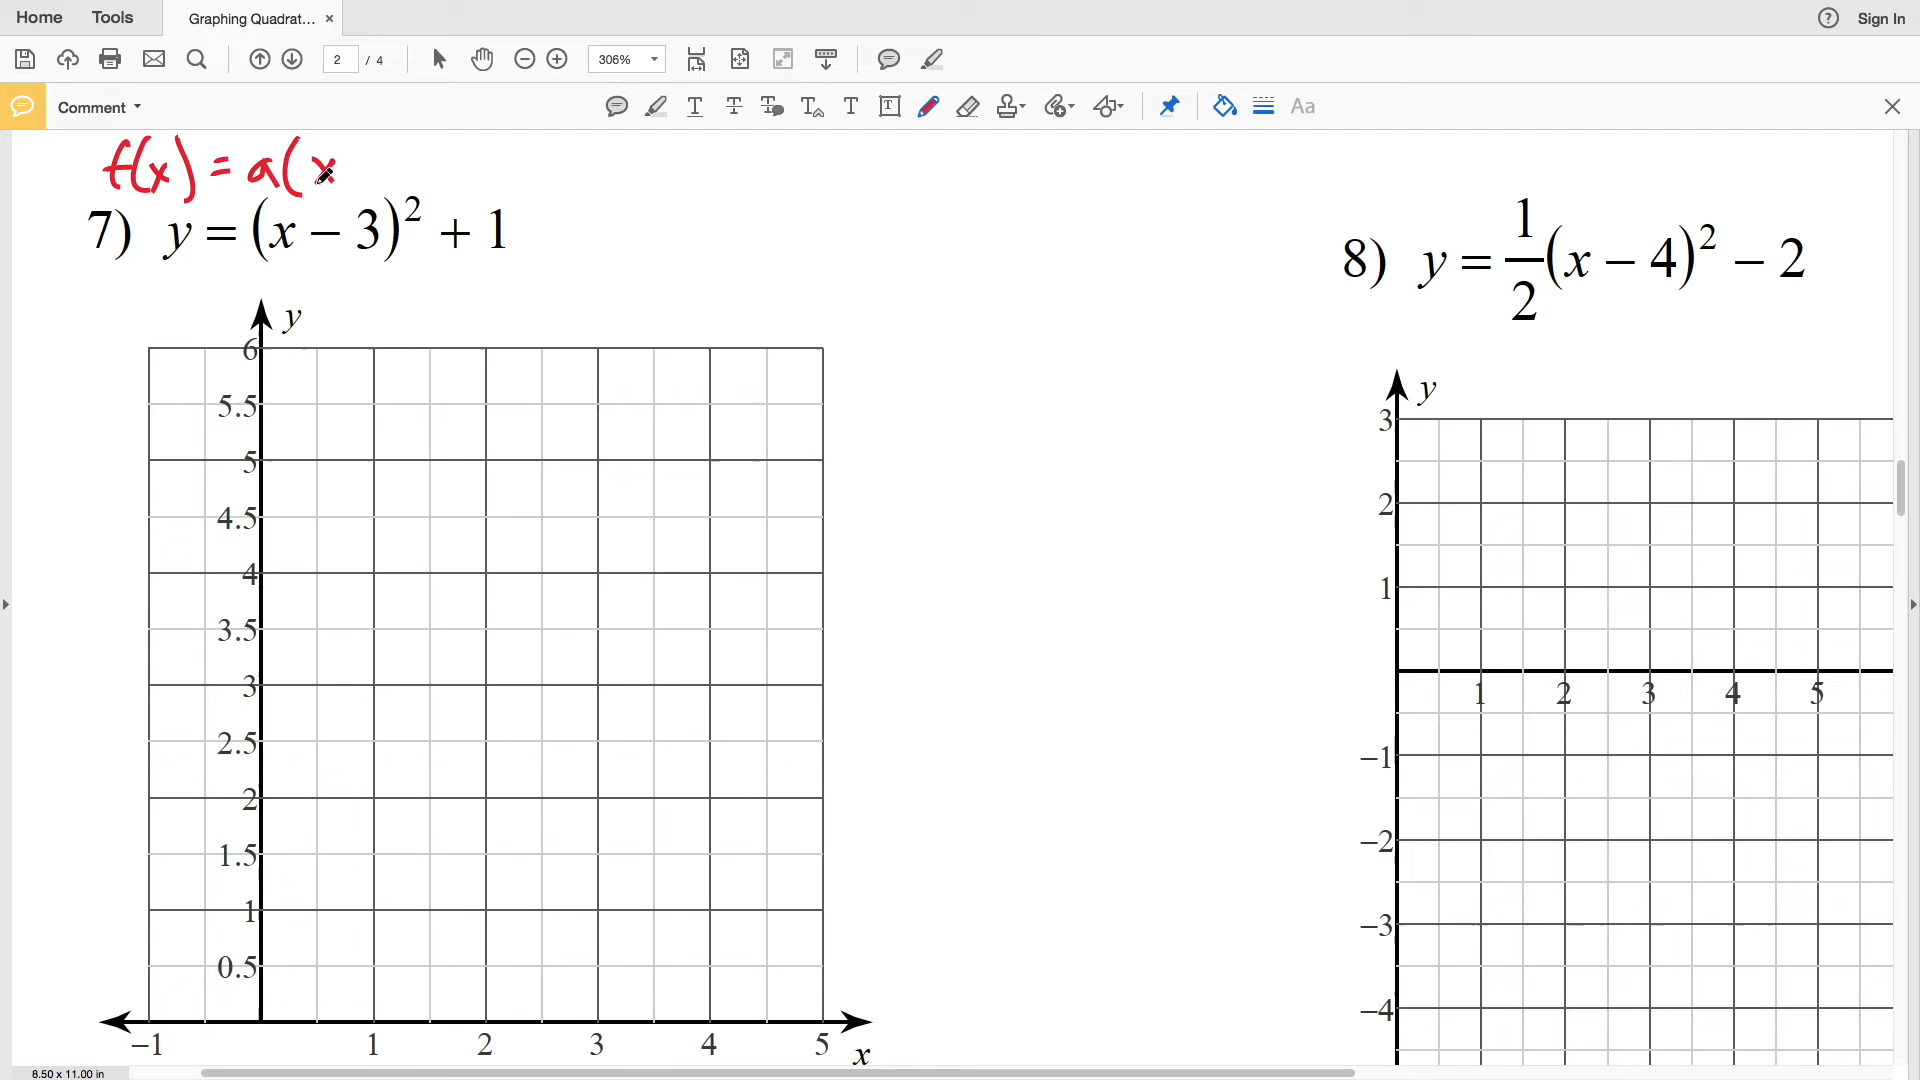 Home Tools Graphing Quadrat... × ? Sign In
2 / 4 306%
Comment T T T T T T Aa
f(x) = a(x
7) y = (x − 3)² + 1
8) y = 1/2(x − 4)² − 2
y
6
5.5
5
4.5
4
3.5
3
2.5
2
1.5
1
0.5
−1 1 2 3 4 5 x
y
3
2
1
1 2 3 4 5
−1
−2
−3
−4
8.50 x 11.00 in